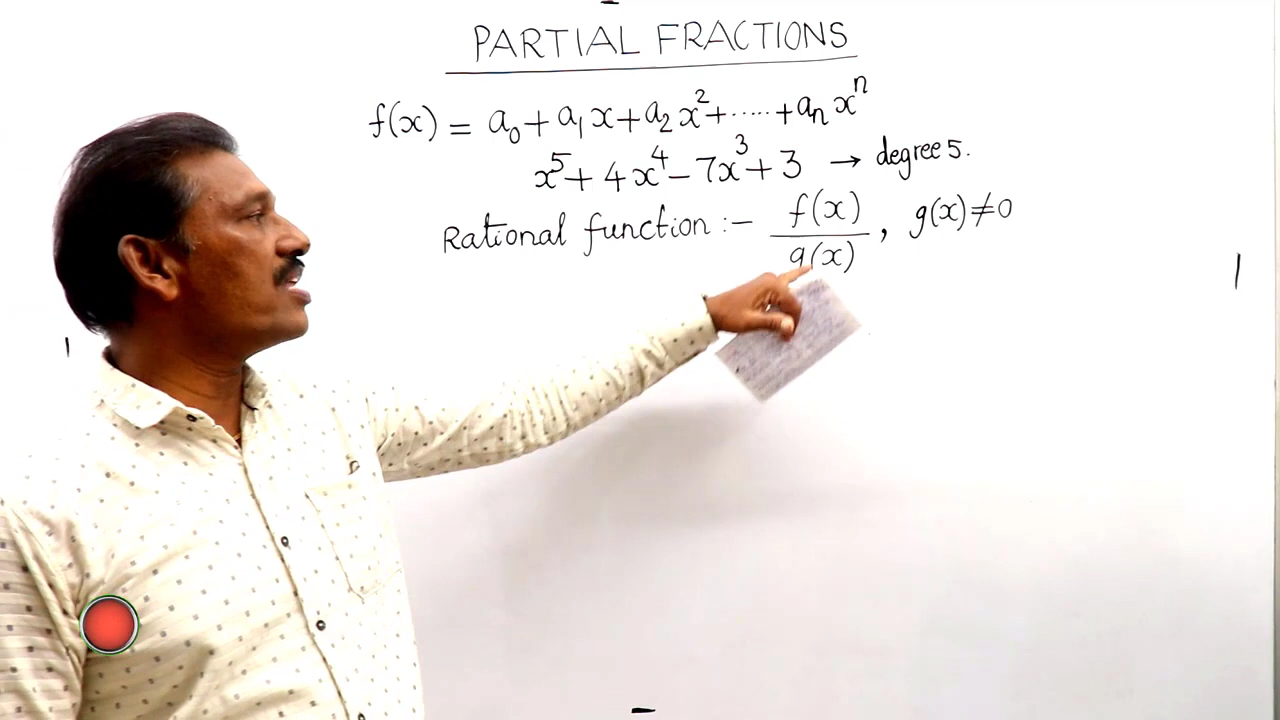 PARTIAL FRACTIONS
f(x) = a₀ + a₁x + a₂x² + ..... + aₙxⁿ
x⁵ + 4x⁴ − 7x³ + 3 → degree 5.
Rational function :- f(x)/g(x), g(x)≠0